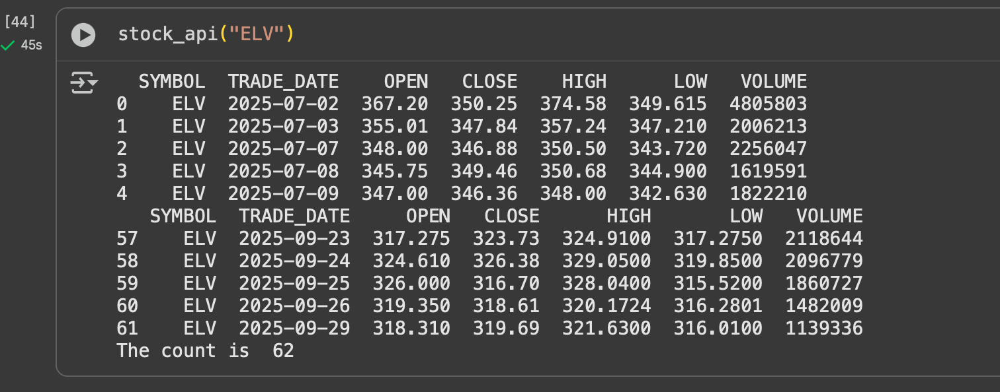 [44]
45s
stock_api("ELV")
SYMBOL TRADE_DATE OPEN CLOSE HIGH LOW VOLUME
0 ELV 2025-07-02 367.20 350.25 374.58 349.615 4805803
1 ELV 2025-07-03 355.01 347.84 357.24 347.210 2006213
2 ELV 2025-07-07 348.00 346.88 350.50 343.720 2256047
3 ELV 2025-07-08 345.75 349.46 350.68 344.900 1619591
4 ELV 2025-07-09 347.00 346.36 348.00 342.630 1822210
SYMBOL TRADE_DATE OPEN CLOSE HIGH LOW VOLUME
57 ELV 2025-09-23 317.275 323.73 324.9100 317.2750 2118644
58 ELV 2025-09-24 324.610 326.38 329.0500 319.8500 2096779
59 ELV 2025-09-25 326.000 316.70 328.0400 315.5200 1860727
60 ELV 2025-09-26 319.350 318.61 320.1724 316.2801 1482009
61 ELV 2025-09-29 318.310 319.69 321.6300 316.0100 1139336
The count is  62